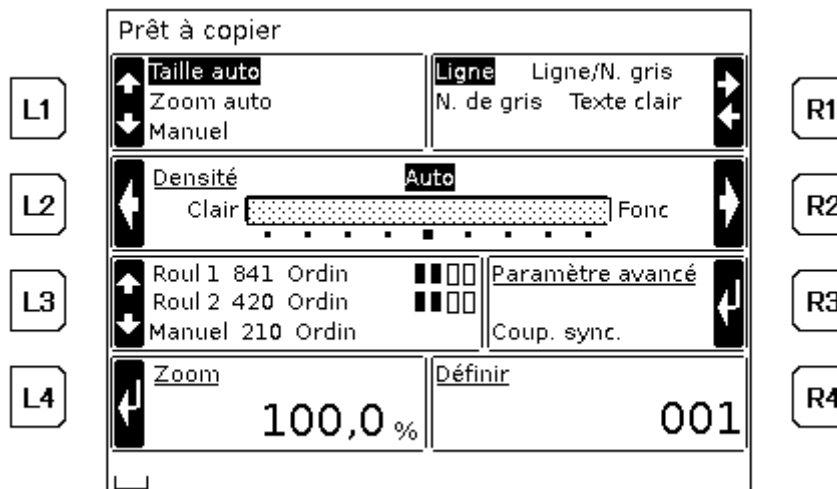 Prêt à copier
L1
Taille auto
Zoom auto
Manuel
Ligne Ligne/N. gris
N. de gris Texte clair
R1
L2
Densité Auto
Clair Fonc
R2
L3
Roul 1 841 Ordin
Roul 2 420 Ordin
Manuel 210 Ordin
Paramètre avancé
Coup. sync.
R3
L4
Zoom
100,0 %
Définir
001
R4